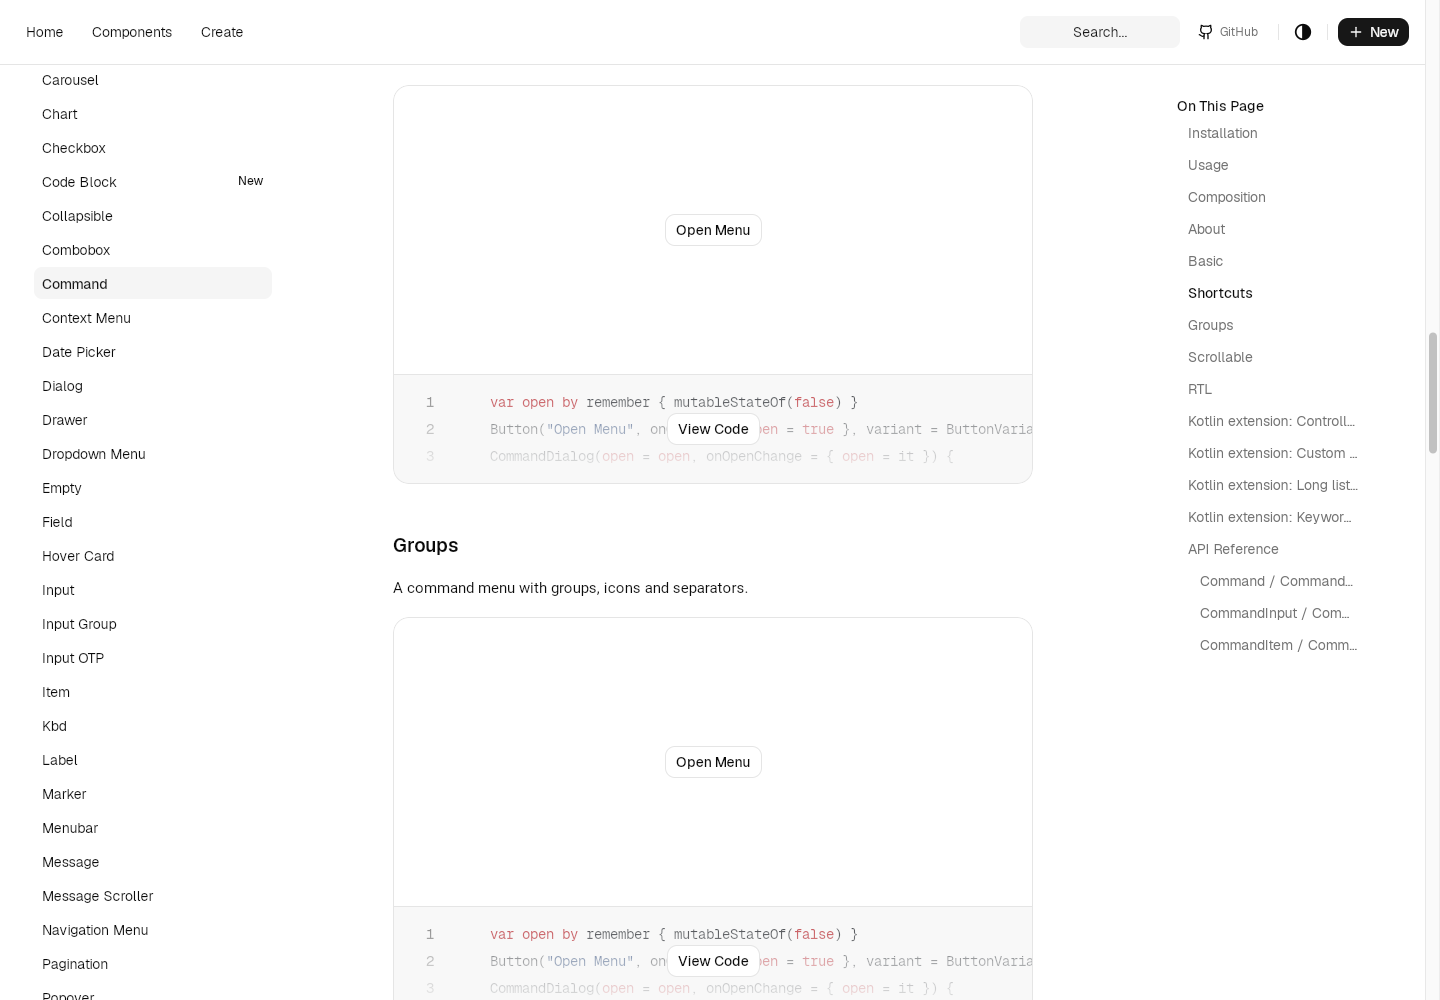 Home Components Create Search... GitHub New
Carousel
Chart
Checkbox
Code Block New
Collapsible
Combobox
Command
Context Menu
Date Picker
Dialog
Drawer
Dropdown Menu
Empty
Field
Hover Card
Input
Input Group
Input OTP
Item
Kbd
Label
Marker
Menubar
Message
Message Scroller
Navigation Menu
Pagination
Popover
Open Menu
1 var open by remember { mutableStateOf(false) }
2 Button("Open Menu", on
View Code
= true }, variant = ButtonVaria
3 CommandDialog(open = open, onOpenChange = { open = it }) {
Groups
A command menu with groups, icons and separators.
Open Menu
1 var open by remember { mutableStateOf(false) }
2 Button("Open Menu", on
View Code
= true }, variant = ButtonVaria
3 CommandDialog(open = open, onOpenChange = { open = it }) {
On This Page
Installation
Usage
Composition
About
Basic
Shortcuts
Groups
Scrollable
RTL
Kotlin extension: Controll...
Kotlin extension: Custom ...
Kotlin extension: Long list...
Kotlin extension: Keywor...
API Reference
Command / Command...
CommandInput / Com...
CommandItem / Comm...